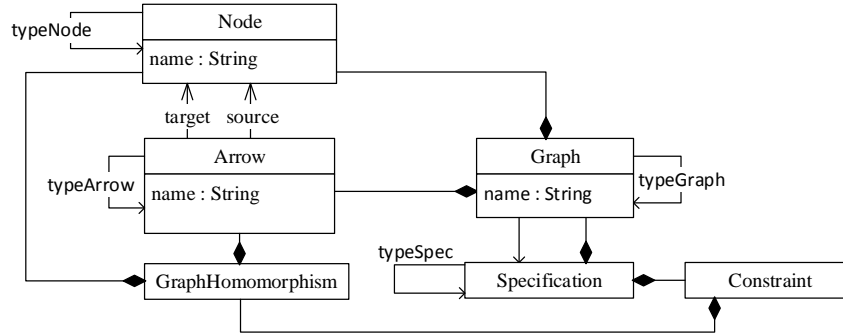 Node
typeNode
name : String
target
source
Arrow
Graph
typeArrow
name : String
name : String
typeGraph
typeSpec
GraphHomomorphism
Specification
Constraint